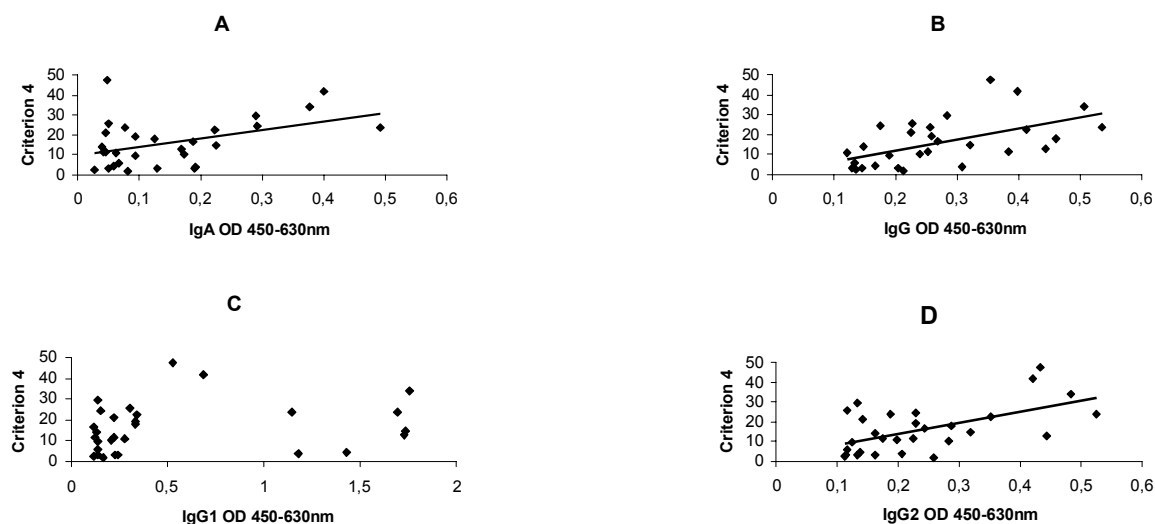 A
Criterion 4
50
40
30
20
10
0
0 0,1 0,2 0,3 0,4 0,5 0,6
IgA OD 450-630nm
B
Criterion 4
50
40
30
20
10
0
0 0,1 0,2 0,3 0,4 0,5 0,6
IgG OD 450-630nm
C
Criterion 4
50
40
30
20
10
0
0 0,5 1 1,5 2
IgG1 OD 450-630nm
D
Criterion 4
50
40
30
20
10
0
0 0,1 0,2 0,3 0,4 0,5 0,6
IgG2 OD 450-630nm